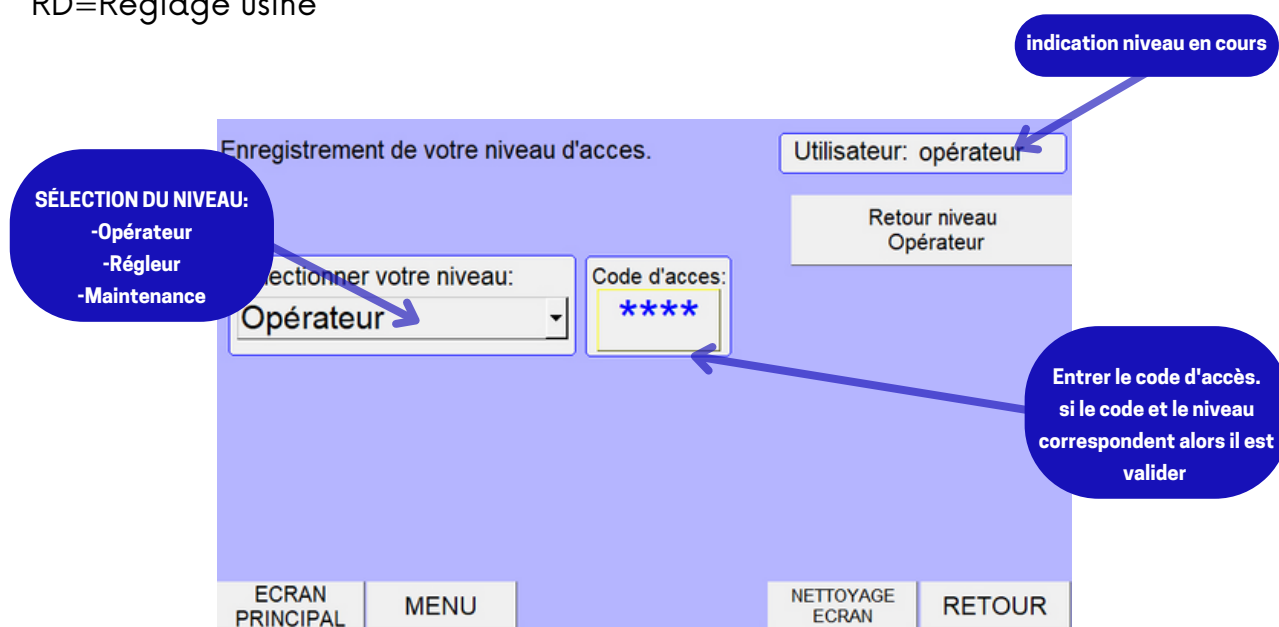 RD=Réglage usine
indication niveau en cours
Enregistrement de votre niveau d'acces.
Utilisateur: opérateur
SÉLECTION DU NIVEAU:
-Opérateur
-Régleur
-Maintenance
Retour niveau
Opérateur
ectionner votre niveau:
Opérateur
Code d'acces:
****
Entrer le code d'accès.
si le code et le niveau
correspondent alors il est
valider
ECRAN
PRINCIPAL
MENU
NETTOYAGE
ECRAN
RETOUR